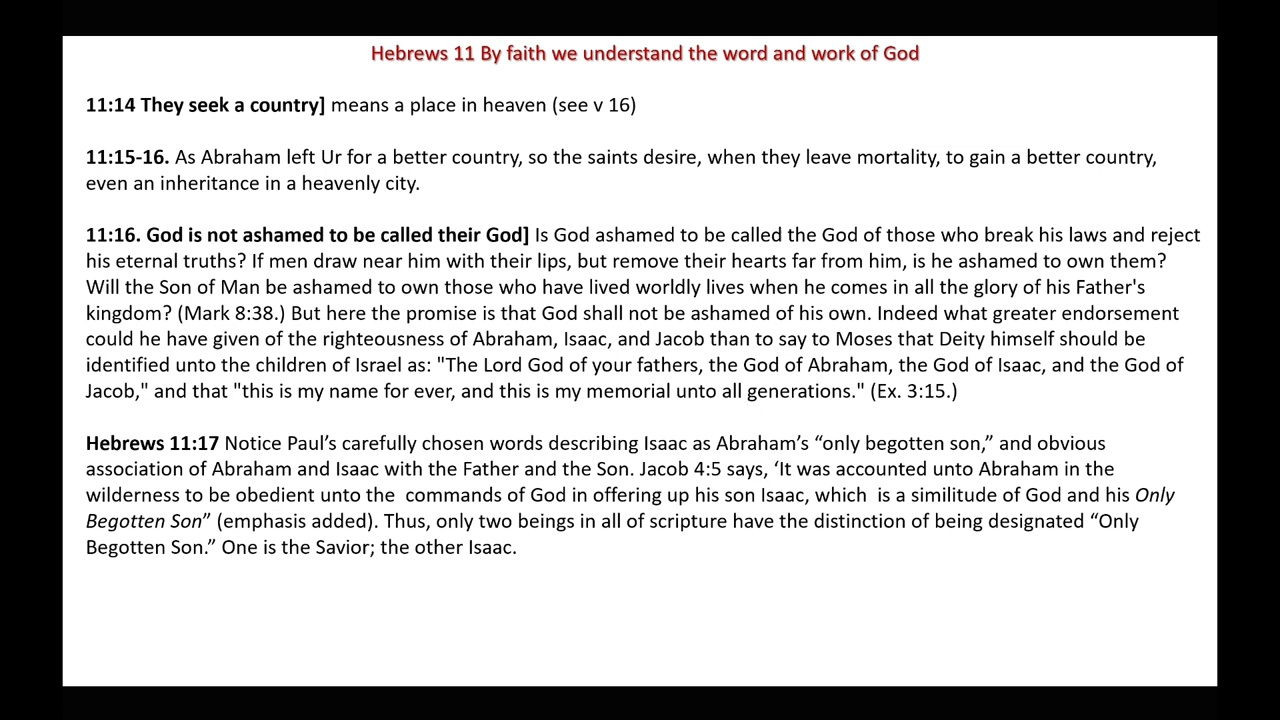 Hebrews 11 By faith we understand the word and work of God
11:14 They seek a country] means a place in heaven (see v 16)
11:15-16. As Abraham left Ur for a better country, so the saints desire, when they leave mortality, to gain a better country,
even an inheritance in a heavenly city.
11:16. God is not ashamed to be called their God] Is God ashamed to be called the God of those who break his laws and reject
his eternal truths? If men draw near him with their lips, but remove their hearts far from him, is he ashamed to own them?
Will the Son of Man be ashamed to own those who have lived worldly lives when he comes in all the glory of his Father's
kingdom? (Mark 8:38.) But here the promise is that God shall not be ashamed of his own. Indeed what greater endorsement
could he have given of the righteousness of Abraham, Isaac, and Jacob than to say to Moses that Deity himself should be
identified unto the children of Israel as: "The Lord God of your fathers, the God of Abraham, the God of Isaac, and the God of
Jacob," and that "this is my name for ever, and this is my memorial unto all generations." (Ex. 3:15.)
Hebrews 11:17 Notice Paul’s carefully chosen words describing Isaac as Abraham’s “only begotten son,” and obvious
association of Abraham and Isaac with the Father and the Son. Jacob 4:5 says, ‘It was accounted unto Abraham in the
wilderness to be obedient unto the  commands of God in offering up his son Isaac, which  is a similitude of God and his Only
Begotten Son” (emphasis added). Thus, only two beings in all of scripture have the distinction of being designated “Only
Begotten Son.” One is the Savior; the other Isaac.